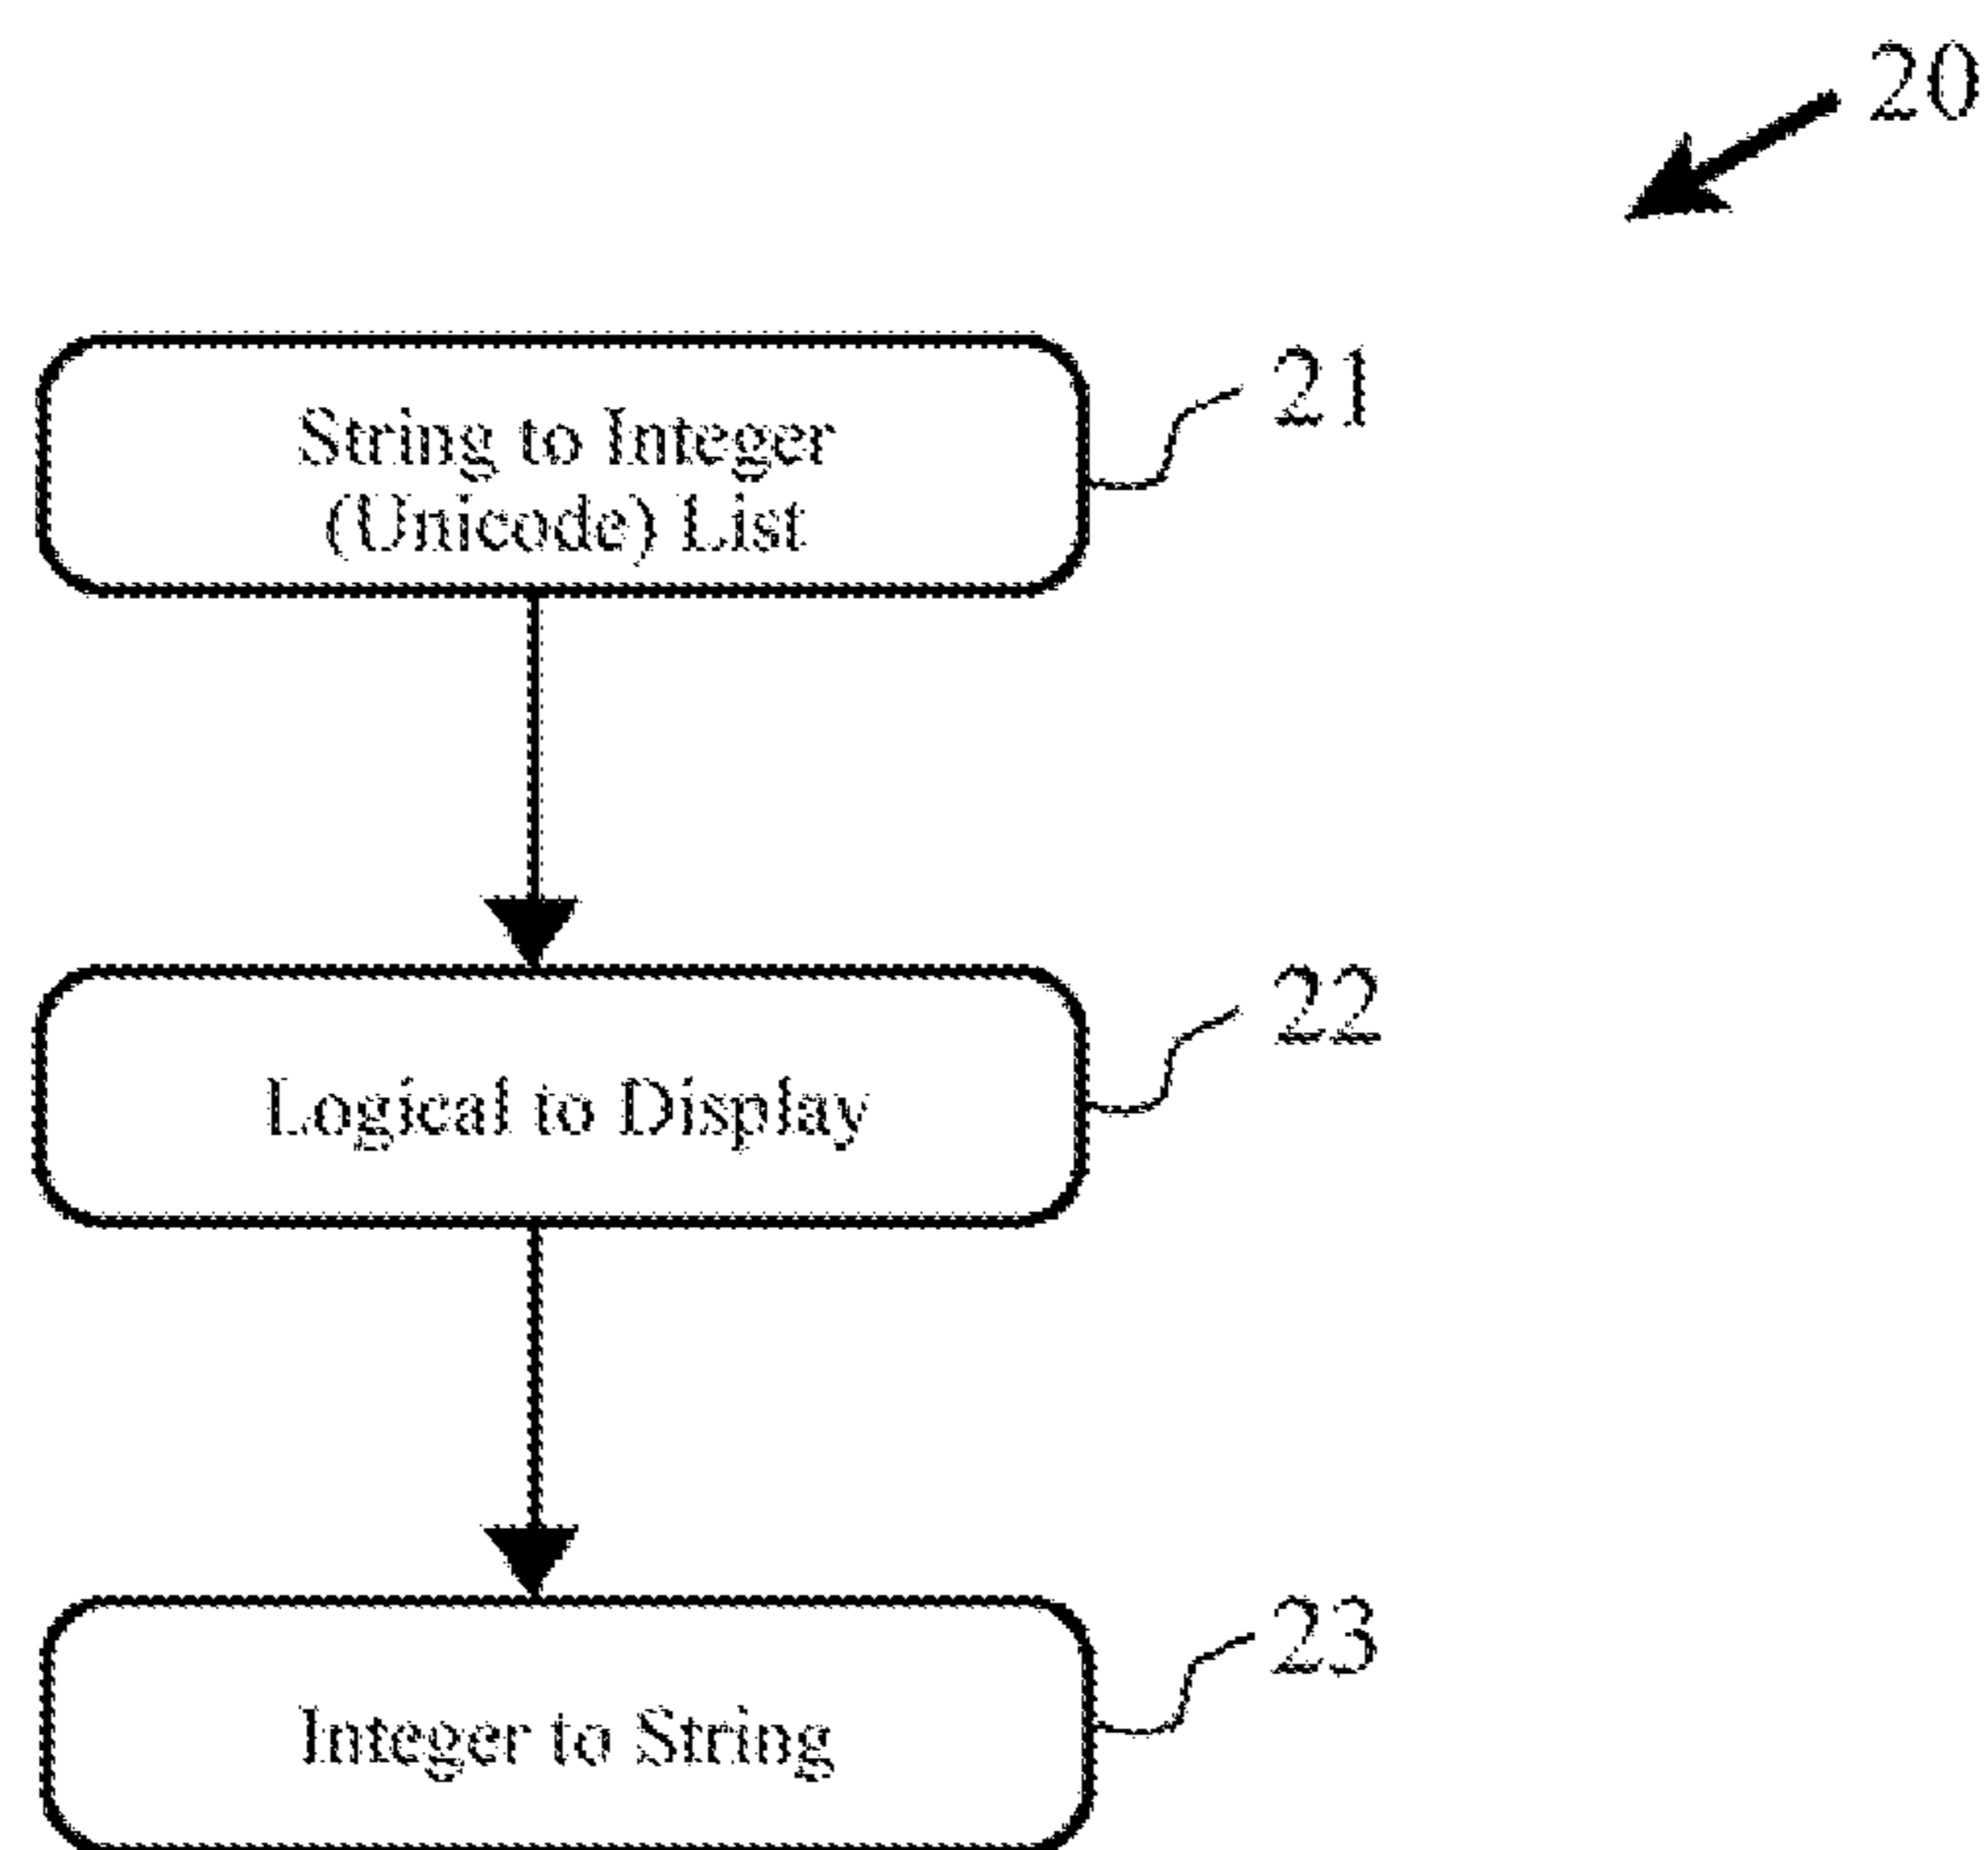 20
21
String to Integer
(Unicode) List
22
Logical to Display
23
Integer to String